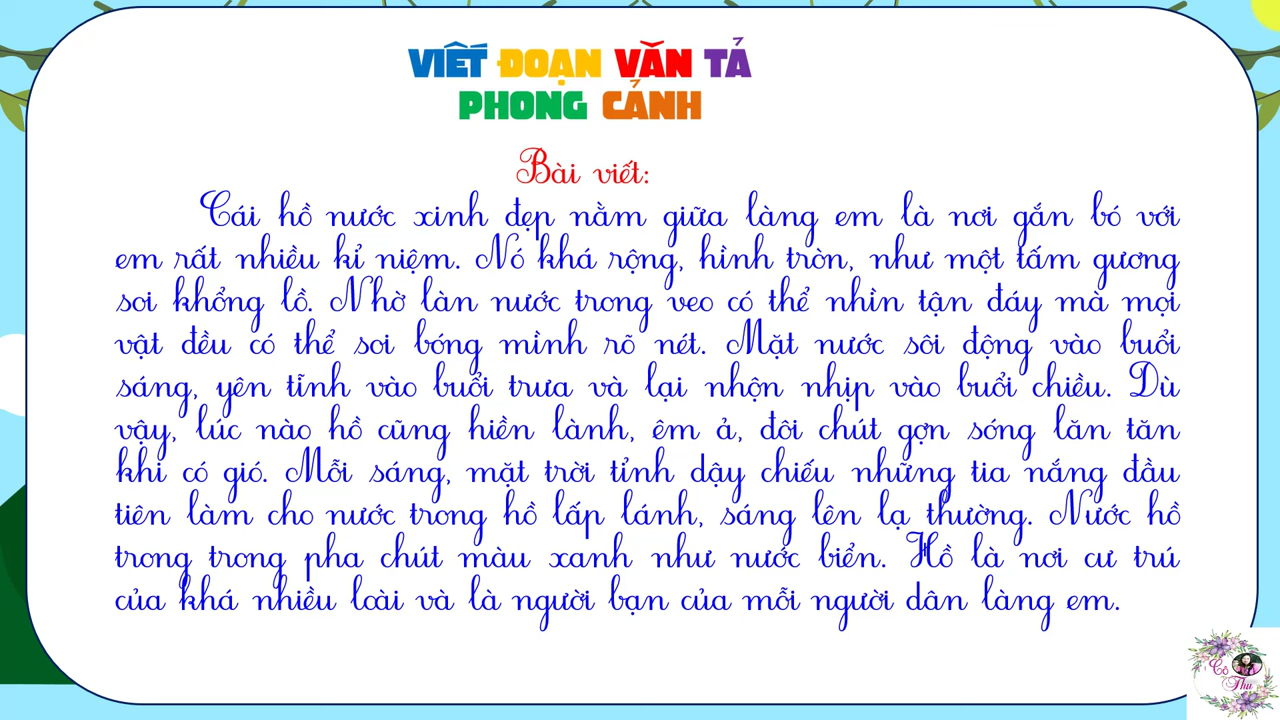 VIẾT ĐOẠN VĂN TẢ
PHONG CẢNH
Bài viết:
Cái hồ nước xinh đẹp nằm giữa làng em là nơi gắn bó với
em rất nhiều kỉ niệm. Nó khá rộng, hình tròn, như một tấm gương
soi khổng lồ. Nhờ làn nước trong veo có thể nhìn tận đáy mà mọi
vật đều có thể soi bóng mình rõ nét. Mặt nước sôi động vào buổi
sáng, yên tĩnh vào buổi trưa và lại nhộn nhịp vào buổi chiều. Dù
vậy, lúc nào hồ cũng hiền lành, êm ả, đôi chút gợn sóng lăn tăn
khi có gió. Mỗi sáng, mặt trời tỉnh dậy chiếu những tia nắng đầu
tiên làm cho nước trong hồ lấp lánh, sáng lên lạ thường. Nước hồ
trong trong pha chút màu xanh như nước biển. Hồ là nơi cư trú
của khá nhiều loài và là người bạn của mỗi người dân làng em.
Cô
Thu